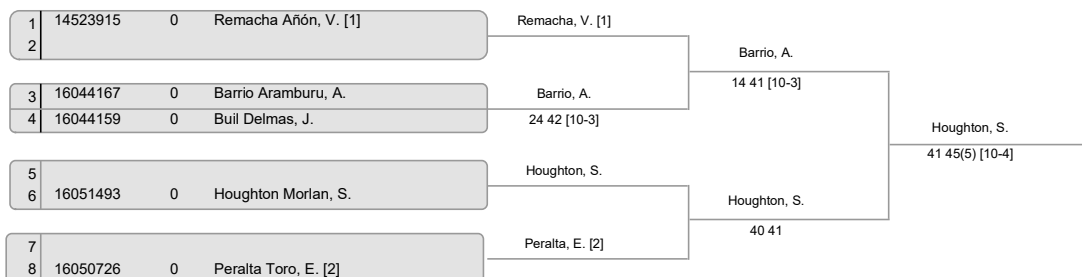 1 14523915 0 Remacha Añón, V. [1]
2
3 16044167 0 Barrio Aramburu, A.
4 16044159 0 Buil Delmas, J.
5
6 16051493 0 Houghton Morlan, S.
7
8 16050726 0 Peralta Toro, E. [2]
Remacha, V. [1]
Barrio, A.
24 42 [10-3]
Houghton, S.
Peralta, E. [2]
Barrio, A.
14 41 [10-3]
Houghton, S.
40 41
Houghton, S.
41 45(5) [10-4]